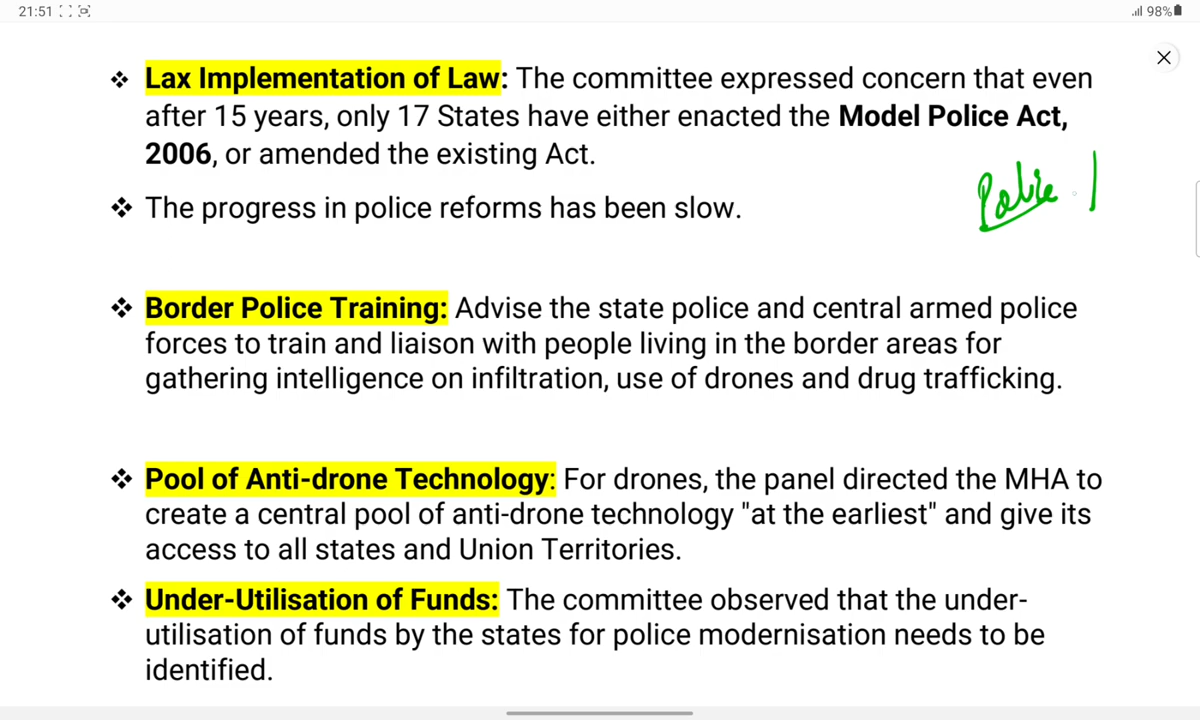 21:51
98%
❖ Lax Implementation of Law: The committee expressed concern that even
after 15 years, only 17 States have either enacted the Model Police Act,
2006, or amended the existing Act.
Police
❖ The progress in police reforms has been slow.
❖ Border Police Training: Advise the state police and central armed police
forces to train and liaison with people living in the border areas for
gathering intelligence on infiltration, use of drones and drug trafficking.
❖ Pool of Anti-drone Technology: For drones, the panel directed the MHA to
create a central pool of anti-drone technology "at the earliest" and give its
access to all states and Union Territories.
❖ Under-Utilisation of Funds: The committee observed that the under-
utilisation of funds by the states for police modernisation needs to be
identified.